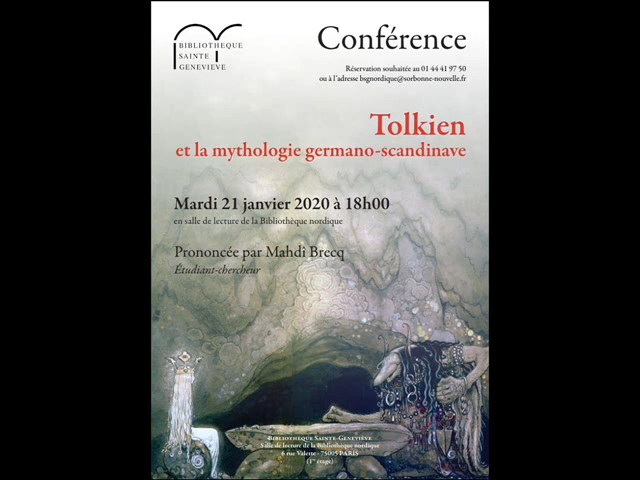 BIBLIOTHEQUE
SAINTE
GENEVIEVE
Conférence
Réservation souhaitée au 01 44 41 97 50
ou à l'adresse bsgnordique@sorbonne-nouvelle.fr
Tolkien
et la mythologie germano-scandinave
Mardi 21 janvier 2020 à 18h00
en salle de lecture de la Bibliothèque nordique
Prononcée par Mahdî Brecq
Étudiant-chercheur
Bibliothèque Sainte-Geneviève
Salle de lecture de la Bibliothèque nordique
6 rue Valette - 75005 PARIS
(1er étage)